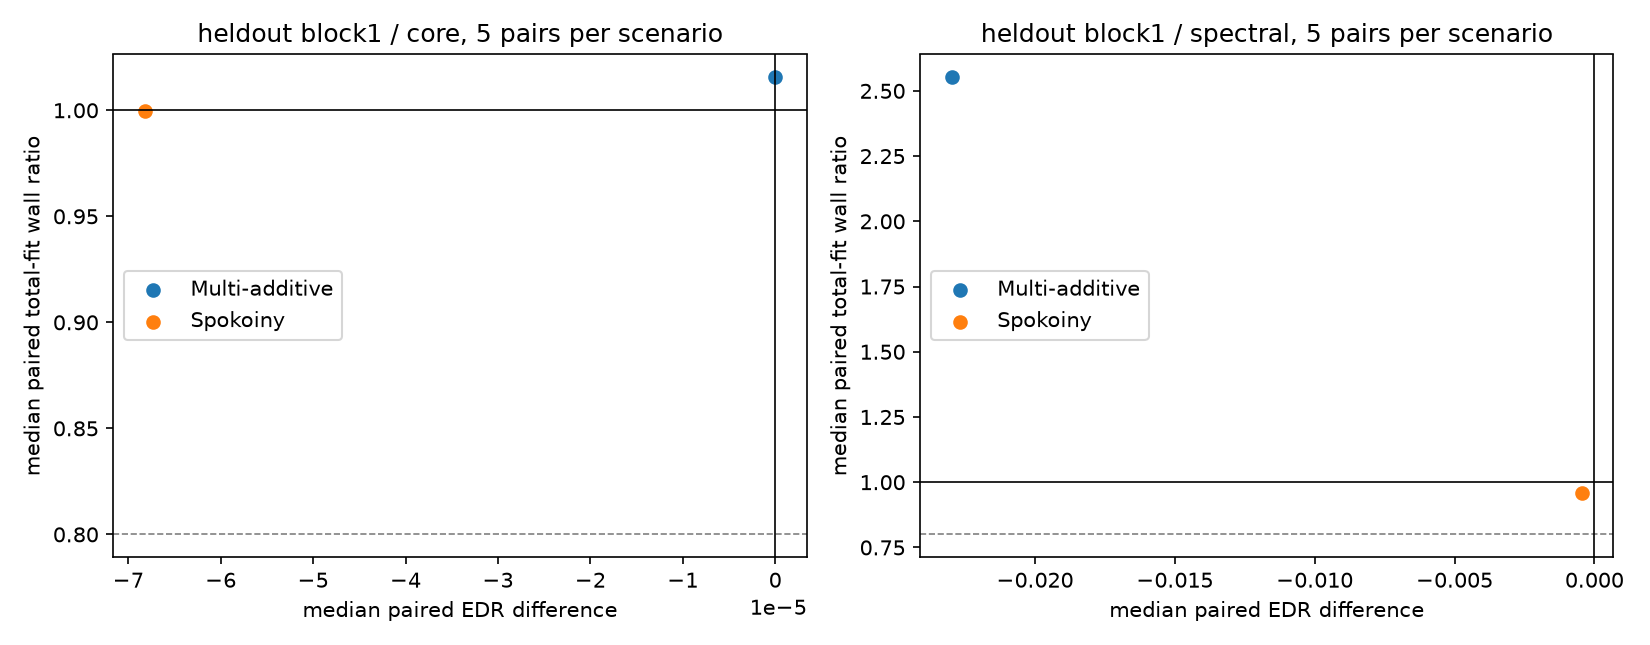 heldout block1 / core, 5 pairs per scenario
median paired total-fit wall ratio
1.00
0.95
0.90
0.85
0.80
Multi-additive
Spokoiny
−7 −6 −5 −4 −3 −2 −1 0
1e−5
median paired EDR difference
heldout block1 / spectral, 5 pairs per scenario
median paired total-fit wall ratio
2.50
2.25
2.00
1.75
1.50
1.25
1.00
0.75
Multi-additive
Spokoiny
−0.020 −0.015 −0.010 −0.005 0.000
median paired EDR difference